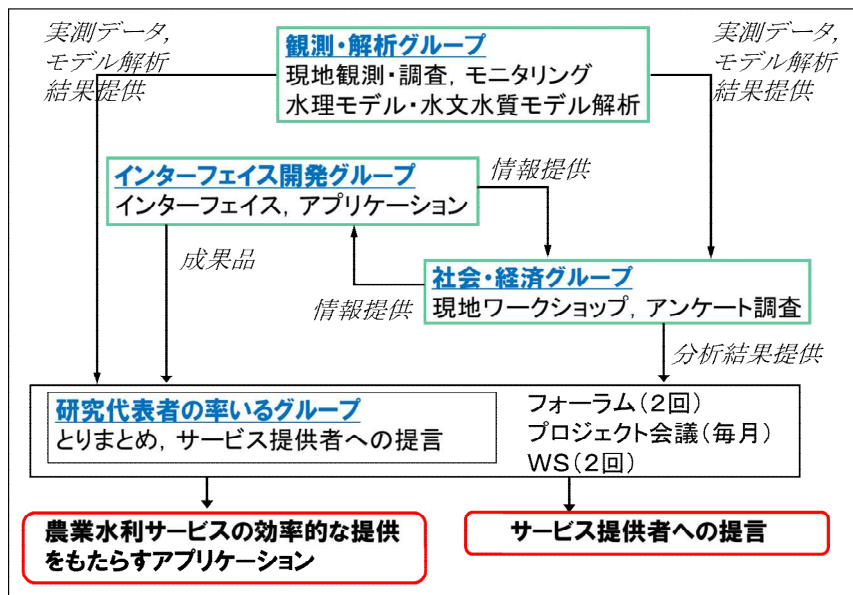 実測データ,
モデル解析
結果提供
観測・解析グループ
現地観測・調査, モニタリング
水理モデル・水文水質モデル解析
実測データ,
モデル解析
結果提供
インターフェイス開発グループ
インターフェイス, アプリケーション
情報提供
成果品
情報提供
社会・経済グループ
現地ワークショップ, アンケート調査
分析結果提供
研究代表者の率いるグループ
とりまとめ, サービス提供者への提言
フォーラム(2回)
プロジェクト会議(毎月)
WS(2回)
農業水利サービスの効率的な提供
をもたらすアプリケーション
サービス提供者への提言